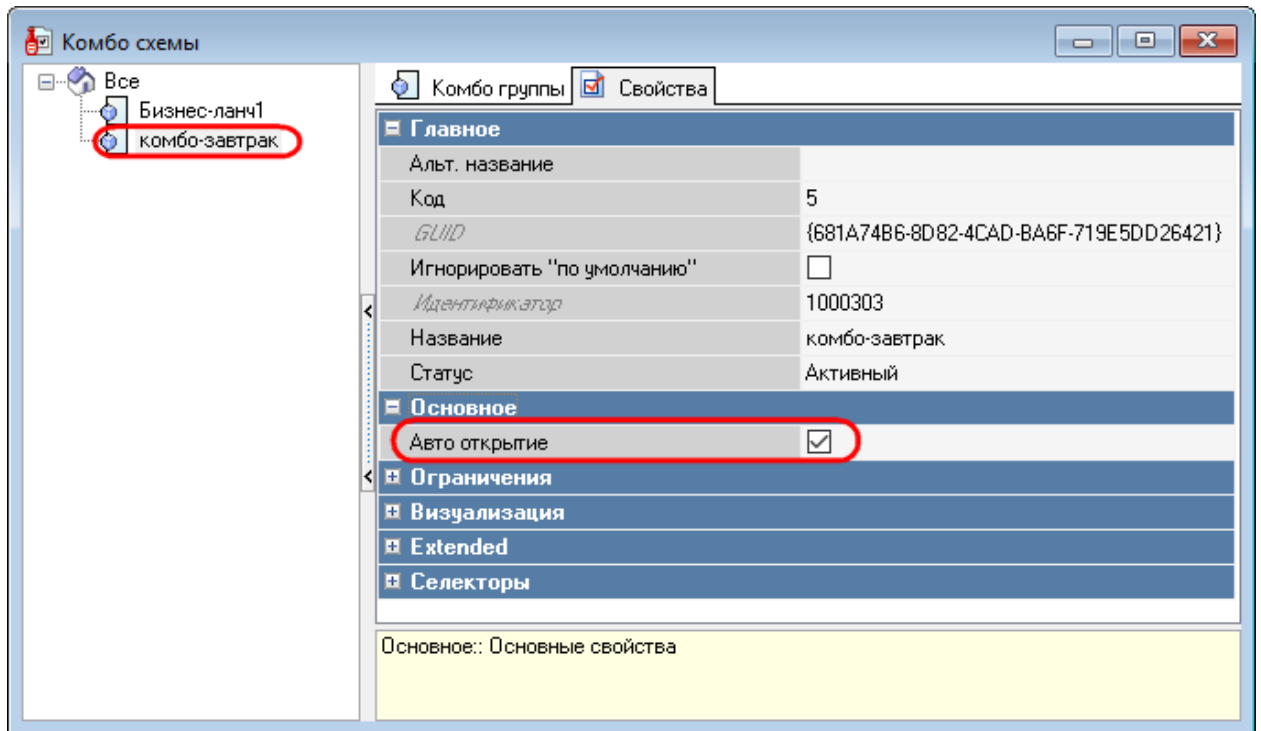 Комбо схемы
Все
Бизнес-ланч1
комбо-завтрак
Комбо группы Свойства
Главное
Альт. название
Код 5
GUID {681A74B6-8D82-4CAD-BA6F-719E5DD26421}
Игнорировать "по умолчанию"
Идентификатор 1000303
Название комбо-завтрак
Статус Активный
Основное
Авто открытие
Ограничения
Визуализация
Extended
Селекторы
Основное:: Основные свойства